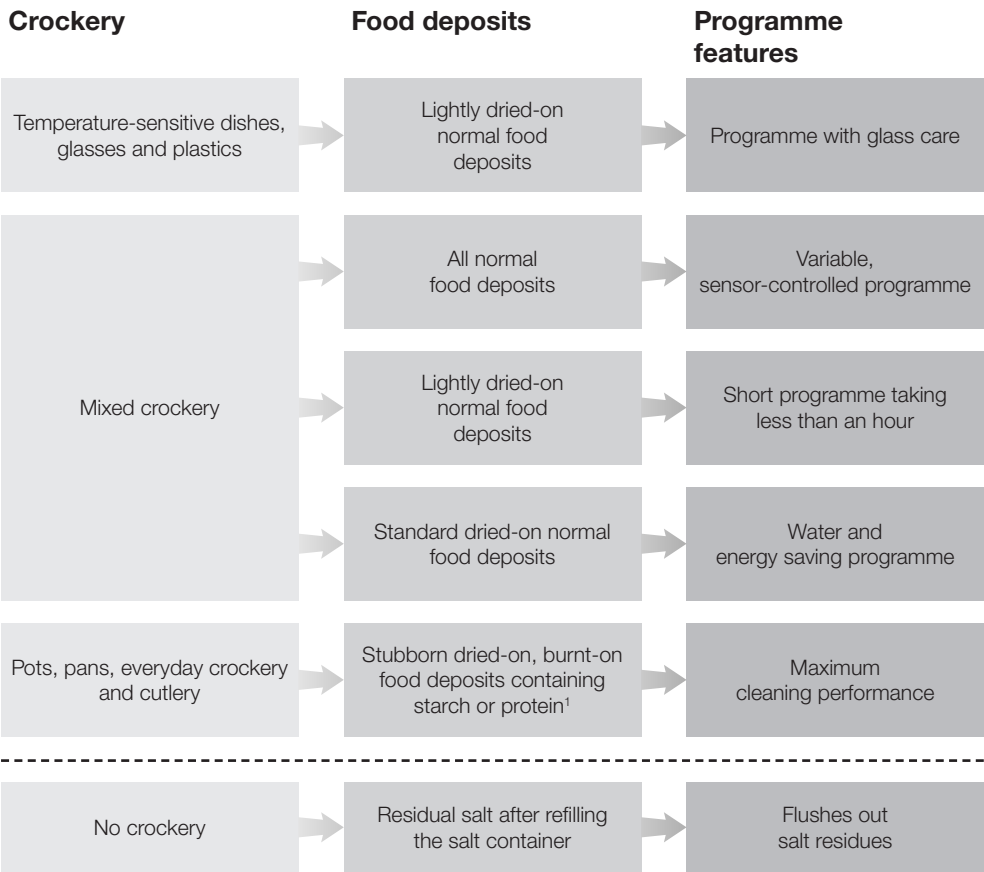 Crockery
Food deposits
Programme
features
Temperature-sensitive dishes,
glasses and plastics
Lightly dried-on
normal food
deposits
Programme with glass care
Mixed crockery
All normal
food deposits
Variable,
sensor-controlled programme
Lightly dried-on
normal food
deposits
Short programme taking
less than an hour
Standard dried-on normal
food deposits
Water and
energy saving programme
Pots, pans, everyday crockery
and cutlery
Stubborn dried-on, burnt-on
food deposits containing
starch or protein¹
Maximum
cleaning performance
No crockery
Residual salt after refilling
the salt container
Flushes out
salt residues